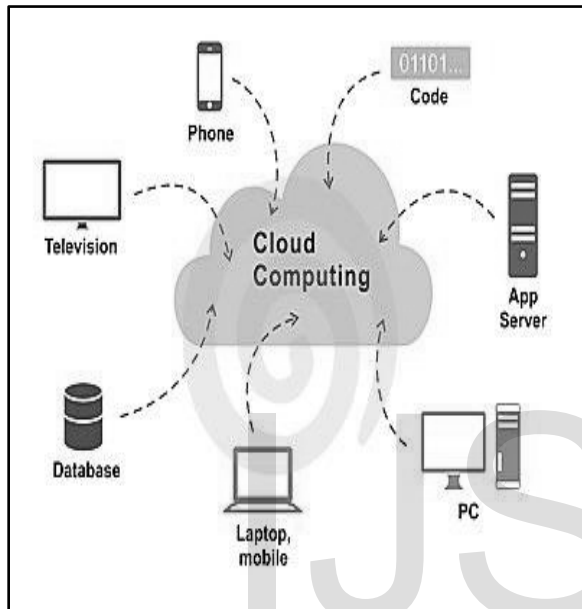 01101...
Code
Phone
Television
Cloud
Computing
App
Server
Database
Laptop,
mobile
PC
IJS